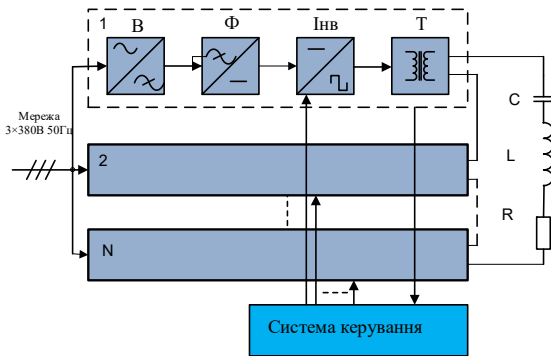 1
В
Ф
Інв
Т
Мережа
3×380В 50Гц
C
2
L
R
N
Система керування